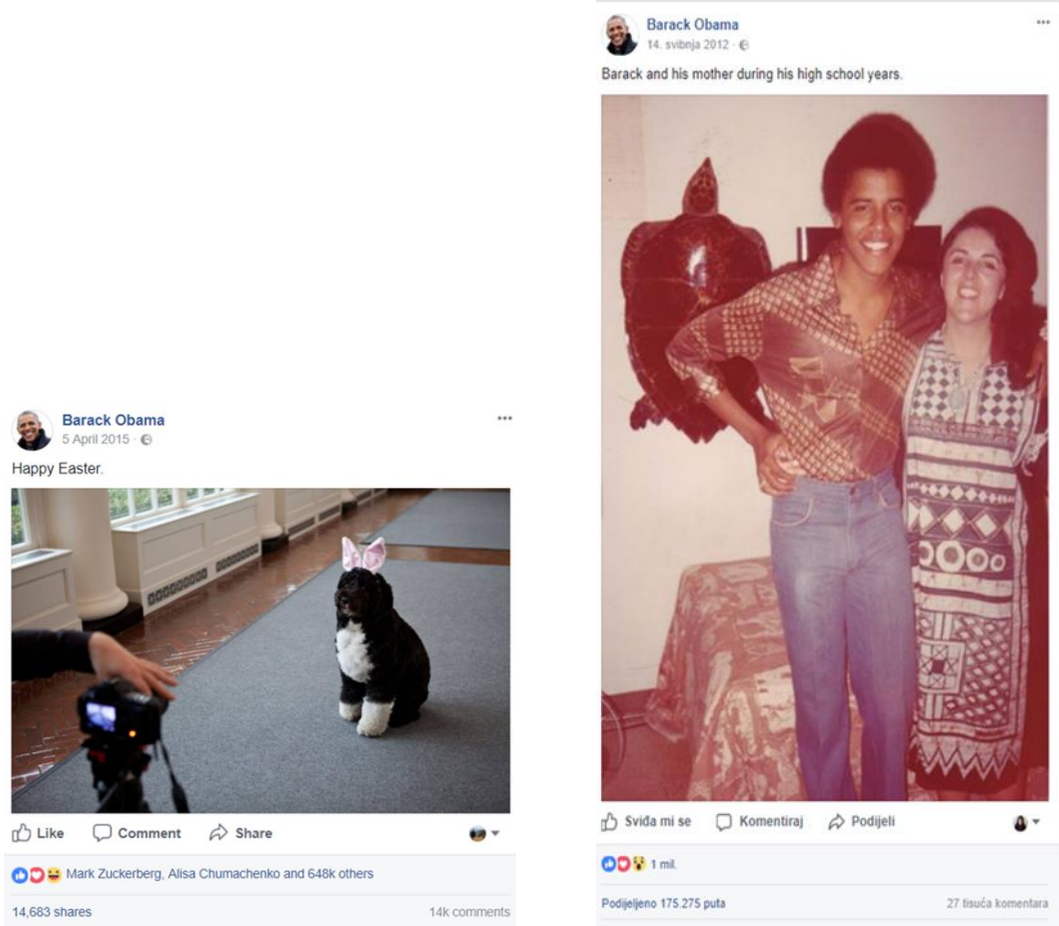 Barack Obama
5 April 2015
Happy Easter.
Like Comment Share
Mark Zuckerberg, Alisa Chumachenko and 648k others
14,683 shares 14k comments
Barack Obama
14. svibnja 2012
Barack and his mother during his high school years.
Sviđa mi se Komentiraj Podijeli
1 mil.
Podijeljeno 175.275 puta 27 tisuća komentara